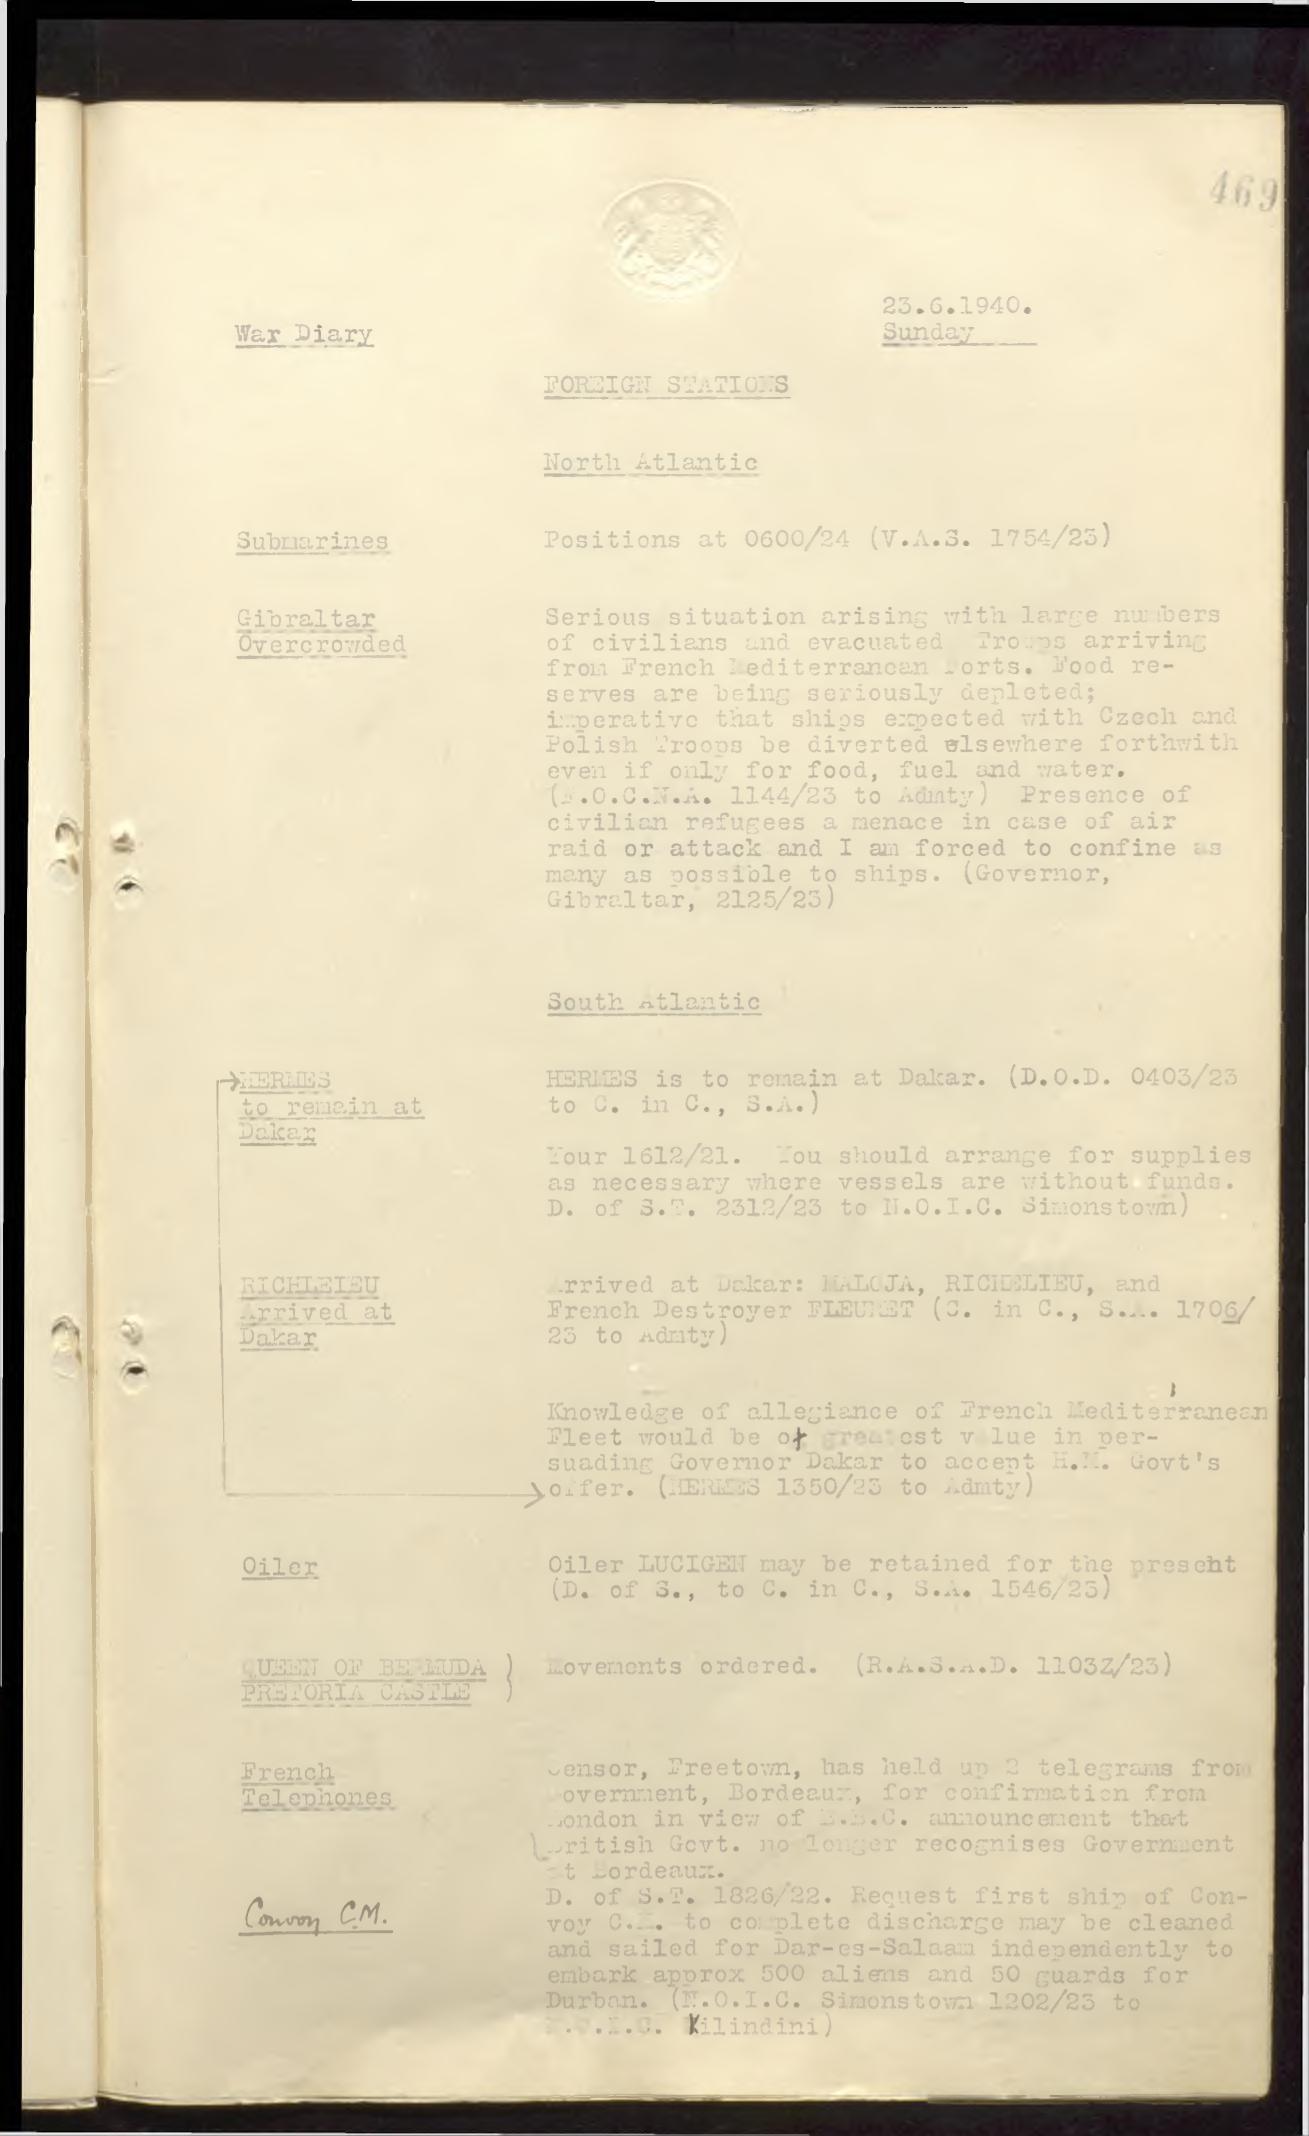 469
23.6.1940.
War Diary
Sunday
FOREIGN STATIONS
North Atlantic
Submarines
Positions at 0600/24 (V.A.S. 1754/23)
Gibraltar
Overcrowded
Serious situation arising with large numbers
of civilians and evacuated Troops arriving
from French Mediterranean Ports. Food re-
serves are being seriously depleted;
imperative that ships expected with Czech and
Polish Troops be diverted elsewhere forthwith
even if only for food, fuel and water.
(F.O.C.N.A. 1144/23 to Admty) Presence of
civilian refugees a menace in case of air
raid or attack and I am forced to confine as
many as possible to ships. (Governor,
Gibraltar, 2125/23)
South Atlantic
HERMES
to remain at
Dakar
HERMES is to remain at Dakar. (D.O.D. 0403/23
to C. in C., S.A.)
Your 1612/21. You should arrange for supplies
as necessary where vessels are without funds.
D. of S.T. 2312/23 to N.O.I.C. Simonstown)
RICHLEIEU
Arrived at
Dakar
Arrived at Dakar: MALOJA, RICHELIEU, and
French Destroyer FLEURET (C. in C., S.A. 1706/
23 to Admty)
Knowledge of allegiance of French Mediterranean
Fleet would be of greatest value in per-
suading Governor Dakar to accept H.M. Govt's
offer. (HERMES 1350/23 to Admty)
Oiler
Oiler LUCIGEN may be retained for the present
(D. of S., to C. in C., S.A. 1546/23)
QUEEN OF BERMUDA )
PRETORIA CASTLE )
Movements ordered. (R.A.S.A.D. 1103Z/23)
French
Telephones
Censor, Freetown, has held up 2 telegrams from
Government, Bordeaux, for confirmation from
London in view of B.B.C. announcement that
British Govt. no longer recognises Government
at Bordeaux.
Convoy C.M.
D. of S.T. 1826/22. Request first ship of Con-
voy C.M. to complete discharge may be cleaned
and sailed for Dar-es-Salaam independently to
embark approx 500 aliens and 50 guards for
Durban. (N.O.I.C. Simonstown 1202/23 to
N.O.I.C. Kilindini)